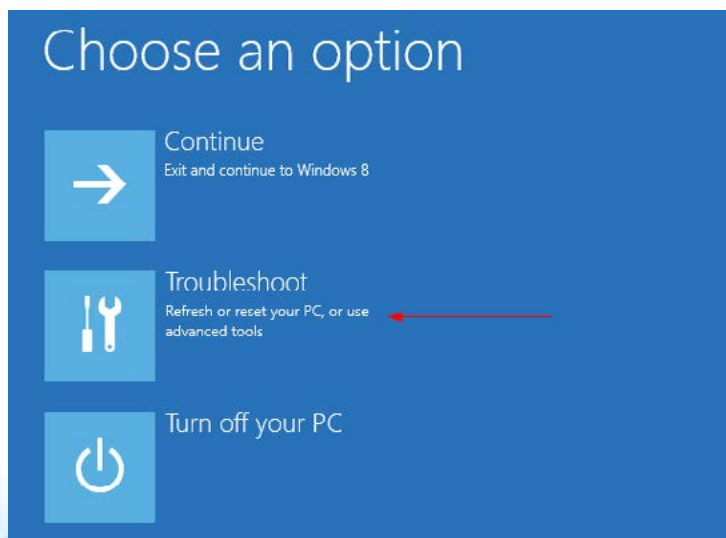 Choose an option
Continue
Exit and continue to Windows 8
Troubleshoot
Refresh or reset your PC, or use
advanced tools
Turn off your PC